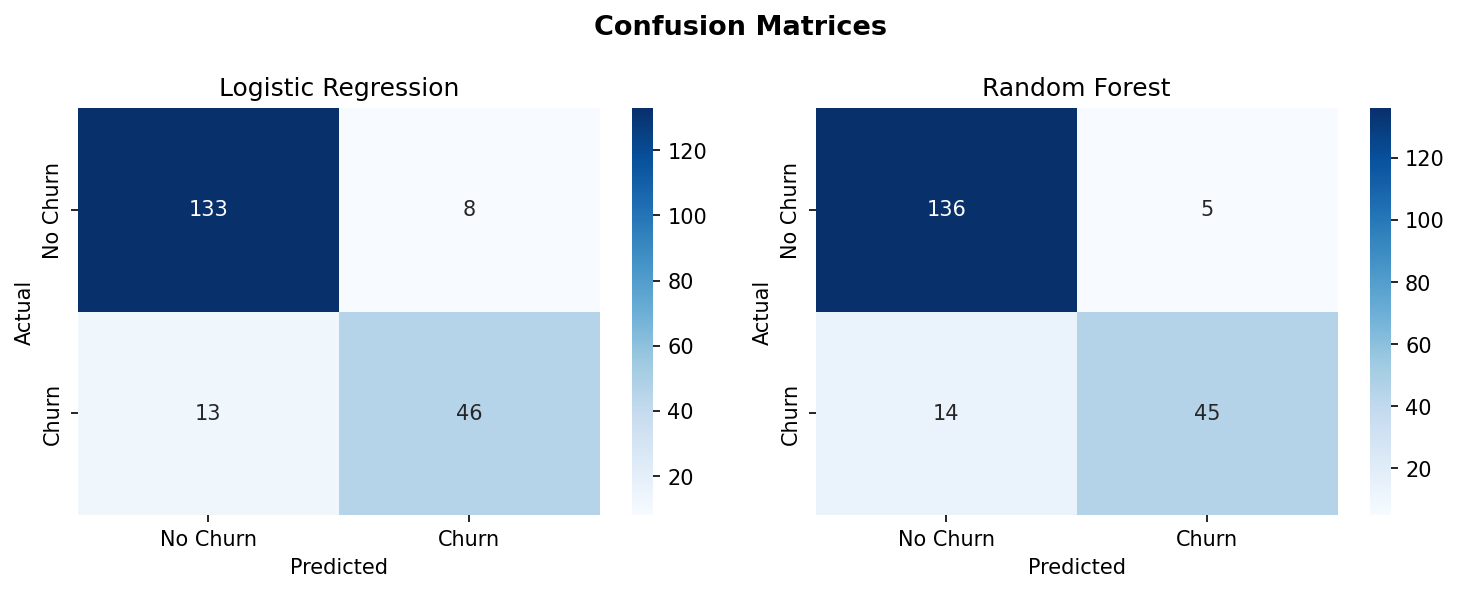 Confusion Matrices
Logistic Regression
No Churn
Churn
Actual
133
8
13
46
No Churn
Churn
Predicted
120
100
80
60
40
20
Random Forest
No Churn
Churn
Actual
136
5
14
45
No Churn
Churn
Predicted
120
100
80
60
40
20